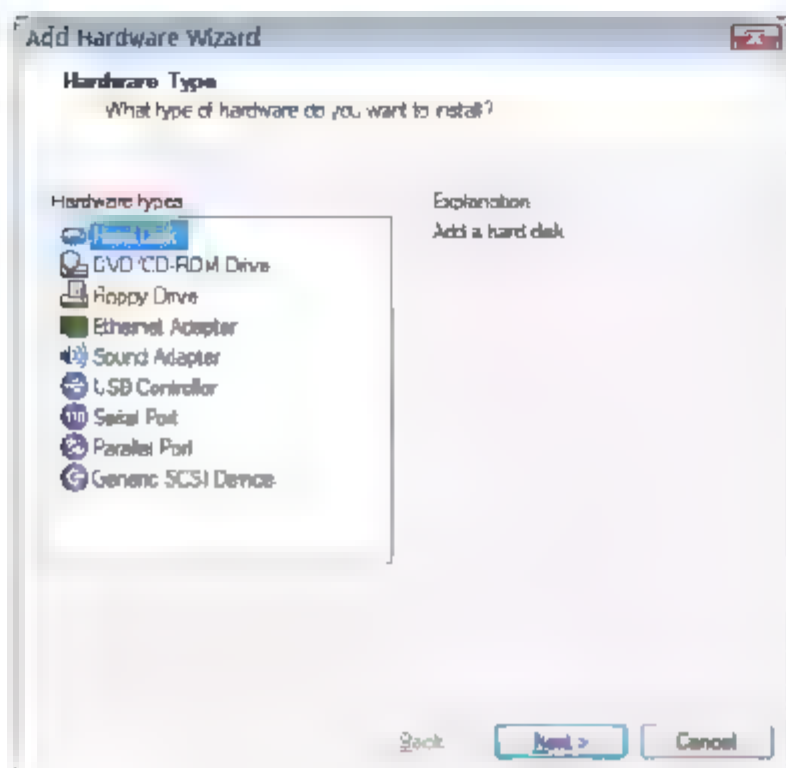 Add Hardware Wizard
Hardware Type
What type of hardware do you want to install?
Hardware types
Hard Disk
DVD/CD-ROM Drive
Floppy Drive
Ethernet Adapter
Sound Adapter
USB Controller
Serial Port
Parallel Port
Generic SCSI Device
Explanation
Add a hard disk
Back
Next >
Cancel